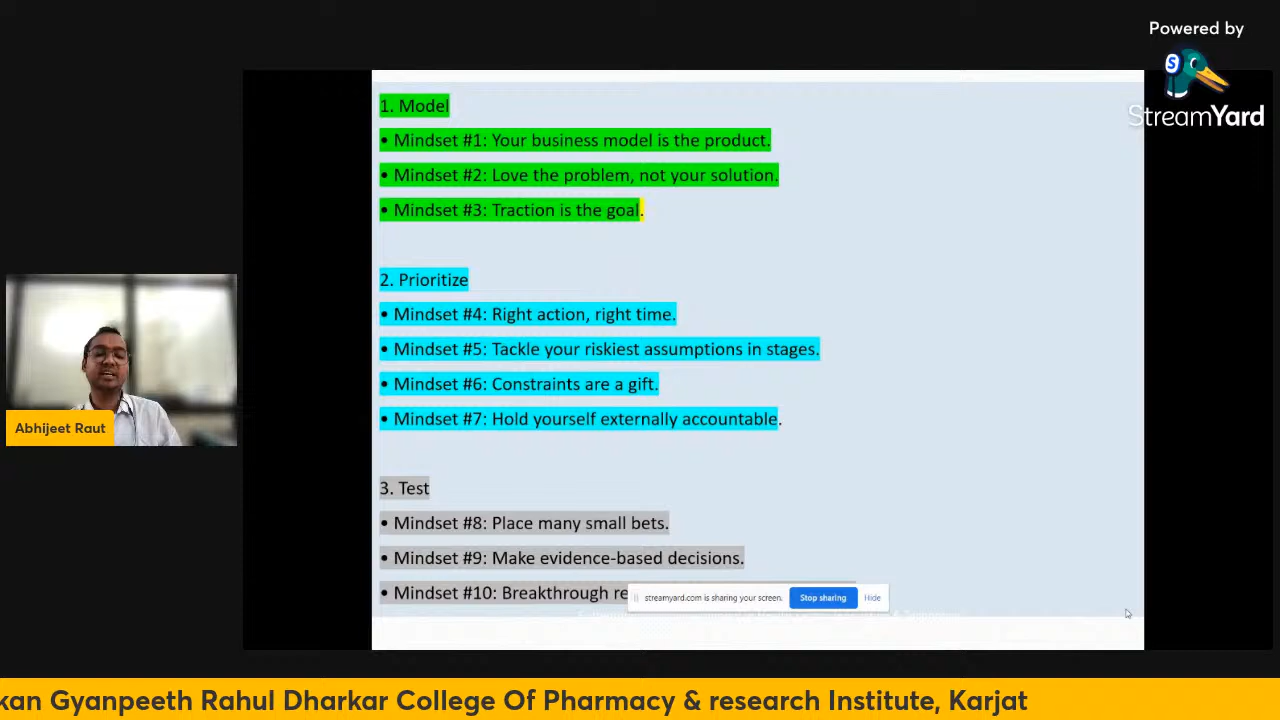 Powered by
StreamYard
1. Model
• Mindset #1: Your business model is the product.
• Mindset #2: Love the problem, not your solution.
• Mindset #3: Traction is the goal.
2. Prioritize
• Mindset #4: Right action, right time.
• Mindset #5: Tackle your riskiest assumptions in stages.
• Mindset #6: Constraints are a gift.
• Mindset #7: Hold yourself externally accountable.
3. Test
• Mindset #8: Place many small bets.
• Mindset #9: Make evidence-based decisions.
• Mindset #10: Breakthrough
streamyard.com is sharing your screen. Stop sharing Hide
Abhijeet Raut
kan Gyanpeeth Rahul Dharkar College Of Pharmacy & research Institute, Karjat